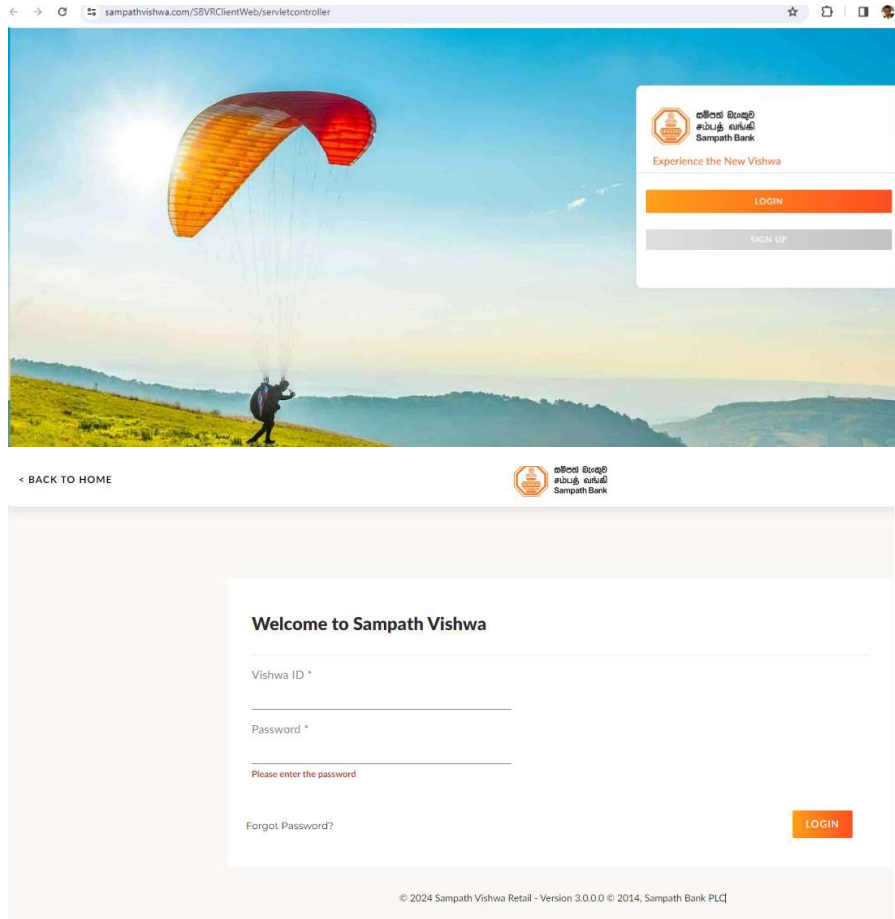 sampathvishwa.com/SBVRClientWeb/servletcontroller
සම්පත් බැංකුව
சம்பத் வங்கி
Sampath Bank
Experience the New Vishwa
LOGIN
SIGN UP
< BACK TO HOME
සම්පත් බැංකුව
சம்பத் வங்கி
Sampath Bank
Welcome to Sampath Vishwa
Vishwa ID *
Password *
Please enter the password
Forgot Password?
LOGIN
© 2024 Sampath Vishwa Retail - Version 3.0.0.0 © 2014, Sampath Bank PLC